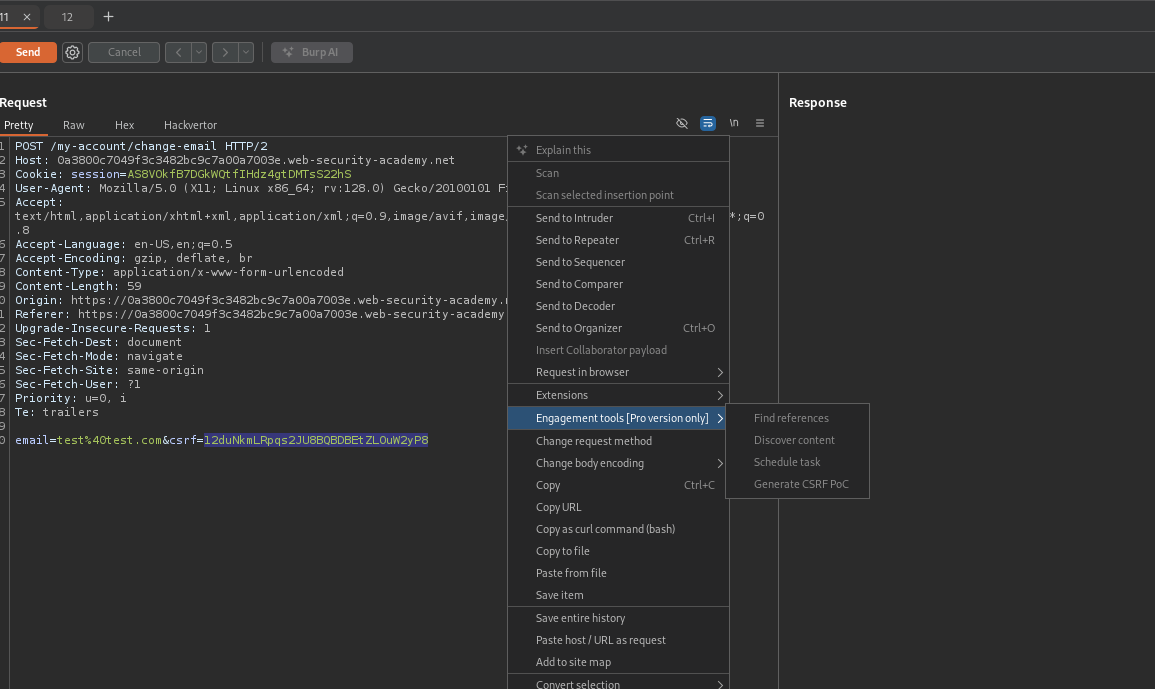 11 × 12 +
Send Cancel < > Burp AI
Request
Response
Pretty Raw Hex Hackvertor
\n
1 POST /my-account/change-email HTTP/2
2 Host: 0a3800c7049f3c3482bc9c7a00a7003e.web-security-academy.net
3 Cookie: session=AS8VOkfB7DGkWQtfIHdz4gtDMTsS22hS
4 User-Agent: Mozilla/5.0 (X11; Linux x86_64; rv:128.0) Gecko/20100101 Fi
5 Accept:
text/html,application/xhtml+xml,application/xml;q=0.9,image/avif,image/ *;q=0
.8
6 Accept-Language: en-US,en;q=0.5
7 Accept-Encoding: gzip, deflate, br
8 Content-Type: application/x-www-form-urlencoded
9 Content-Length: 59
0 Origin: https://0a3800c7049f3c3482bc9c7a00a7003e.web-security-academy.n
1 Referer: https://0a3800c7049f3c3482bc9c7a00a7003e.web-security-academy
2 Upgrade-Insecure-Requests: 1
3 Sec-Fetch-Dest: document
4 Sec-Fetch-Mode: navigate
5 Sec-Fetch-Site: same-origin
6 Sec-Fetch-User: ?1
7 Priority: u=0, i
8 Te: trailers
9
0 email=test%40test.com&csrf=l2duNkmLRpqs2JU8BQBDBEtZLOuW2yP8
Explain this
Scan
Scan selected insertion point
Send to Intruder Ctrl+I
Send to Repeater Ctrl+R
Send to Sequencer
Send to Comparer
Send to Decoder
Send to Organizer Ctrl+O
Insert Collaborator payload
Request in browser
Extensions
Engagement tools [Pro version only]
Change request method
Change body encoding
Copy Ctrl+C
Copy URL
Copy as curl command (bash)
Copy to file
Paste from file
Save item
Save entire history
Paste host / URL as request
Add to site map
Convert selection
Find references
Discover content
Schedule task
Generate CSRF PoC